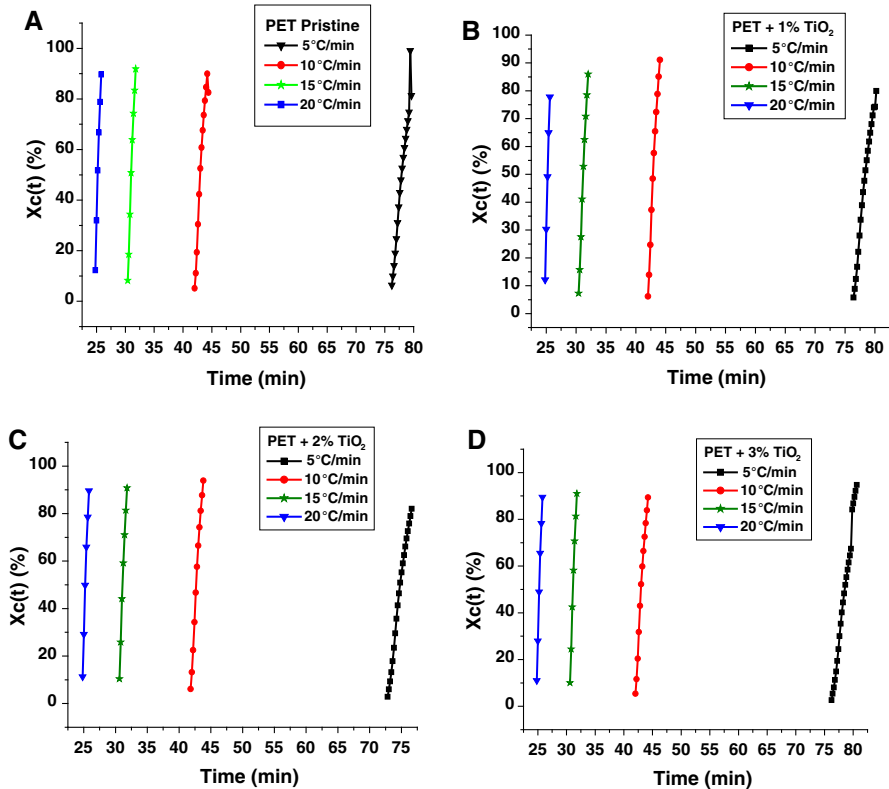 A
PET Pristine
5°C/min
10°C/min
15°C/min
20°C/min
Xc(t) (%)
100
80
60
40
20
0
25 30 35 40 45 50 55 60 65 70 75 80
Time (min)
B
PET + 1% TiO₂
5°C/min
10°C/min
15°C/min
20°C/min
Xc(t) (%)
100
90
80
70
60
50
40
30
20
10
0
25 30 35 40 45 50 55 60 65 70 75 80
Time (min)
C
PET + 2% TiO₂
5°C/min
10°C/min
15°C/min
20°C/min
Xc(t) (%)
100
80
60
40
20
0
25 30 35 40 45 50 55 60 65 70 75
Time (min)
D
PET + 3% TiO₂
5°C/min
10°C/min
15°C/min
20°C/min
Xc(t) (%)
100
80
60
40
20
0
25 30 35 40 45 50 55 60 65 70 75 80
Time (min)